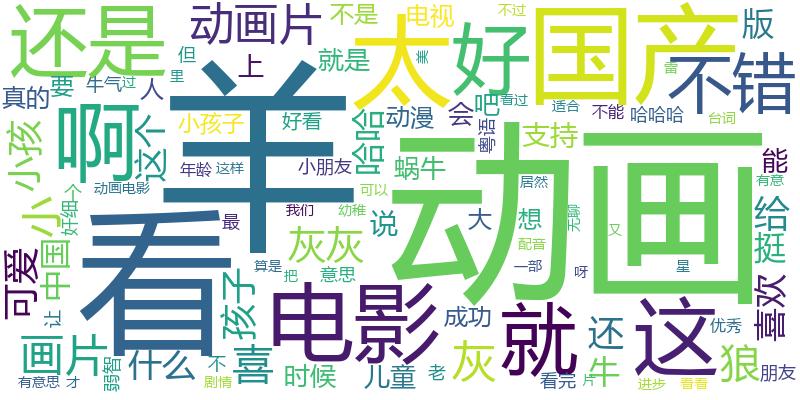 还是 动画片 不是 电视 不过 版
太 好 国产 不错
但 里 牛气 过 上 就是 美 雷
真的 要 人 羊 看过 适合 不能 哈哈哈 台词
小孩 啊 这个 小孩子 好看 哈哈 动漫 会 吧 粤语 支持 能
年龄 这样 小朋友 蜗牛 居然 有意
小 奸细 个 动画电影 可以 动画
看 最 我们 幼稚 说 大 想 无聊 又 给
可爱 中国 灰灰 配音 挺
算是 把 意思 一部 呀 星 喜欢
让 孩子 电影 成功 就 还 这 优秀
画片 什么 不 喜 灰 牛 狼
有意思 才 弱智 剧情 时候 儿童 老 看完 片 进步 看看 朋友